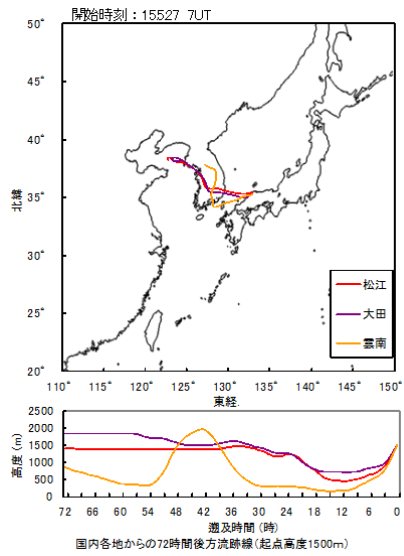 開始時刻：15527 7UT
50°
45°
40°
35°
30°
25°
20°
北緯
松江
大田
雲南
110° 115° 120° 125° 130° 135° 140° 145° 150°
東経.
2500
2000
1500
1000
500
0
高度(m)
72 66 60 54 48 42 36 30 24 18 12 6 0
遡及時間(時)
国内各地からの72時間後方流跡線(起点高度1500m)